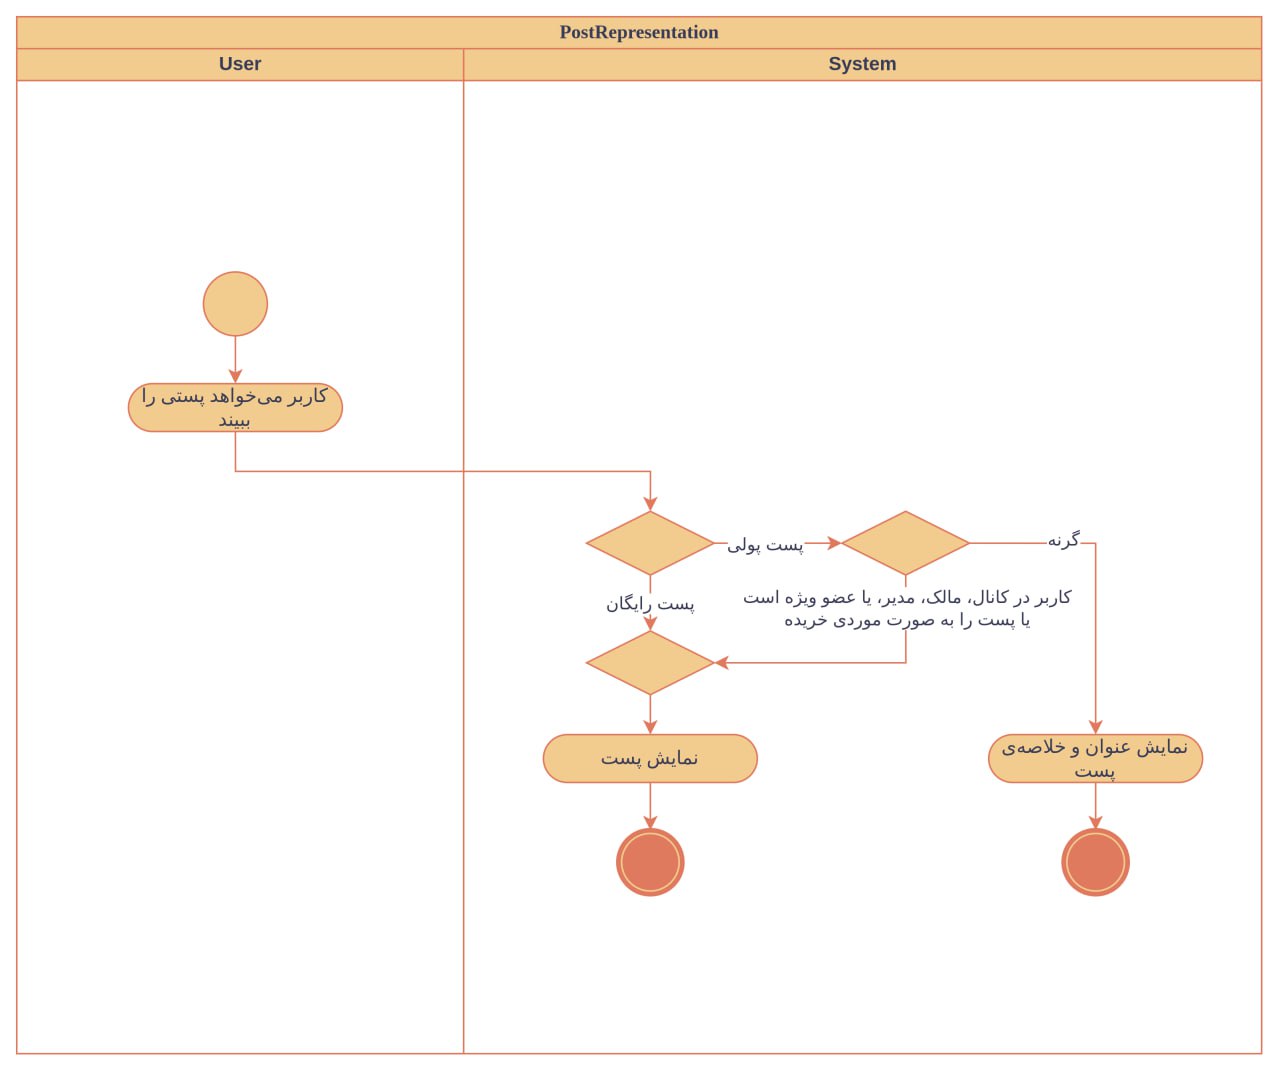 PostRepresentation
User
System
کاربر می‌خواهد پستی را
ببیند
پست پولی
گرنه
پست رایگان
کاربر در کانال، مالک، مدیر، یا عضو ویژه است
یا پست را به صورت موردی خریده
نمایش پست
نمایش عنوان و خلاصه‌ی
پست